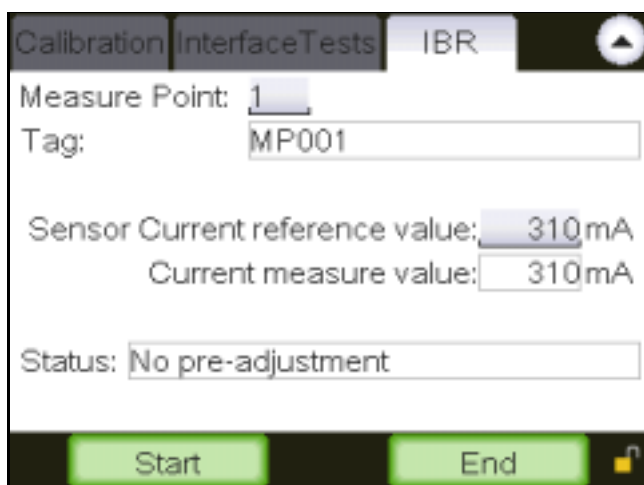 Calibration InterfaceTests IBR
Measure Point: 1
Tag: MP001
Sensor Current reference value: 310 mA
Current measure value: 310 mA
Status: No pre-adjustment
Start End